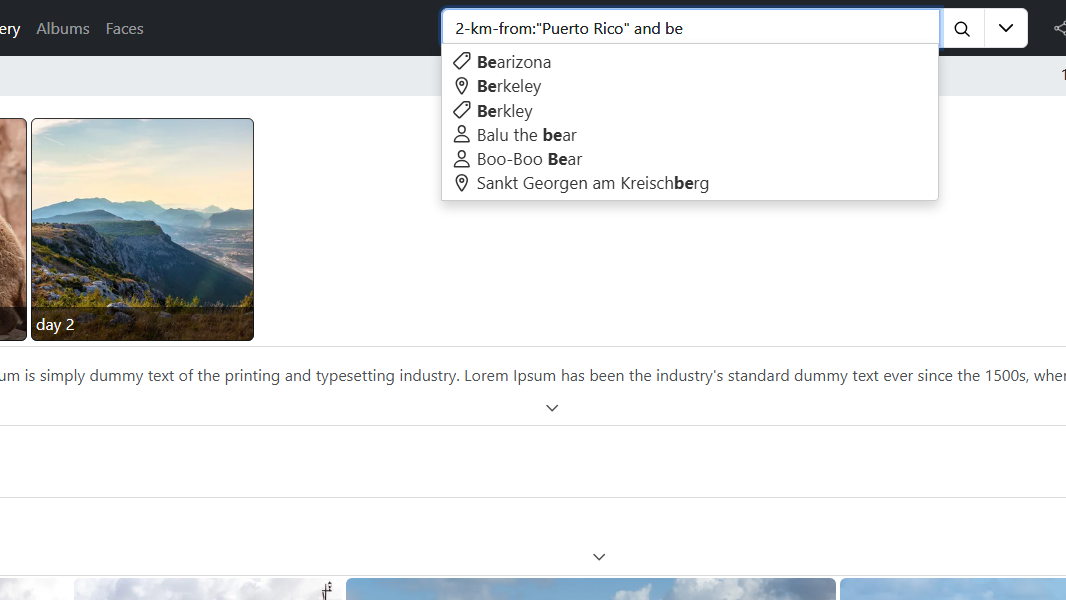 ery Albums Faces
2-km-from:"Puerto Rico" and be
Bearizona
Berkeley
Berkley
Balu the bear
Boo-Boo Bear
Sankt Georgen am Kreischberg
day 2
um is simply dummy text of the printing and typesetting industry. Lorem Ipsum has been the industry's standard dummy text ever since the 1500s, whe